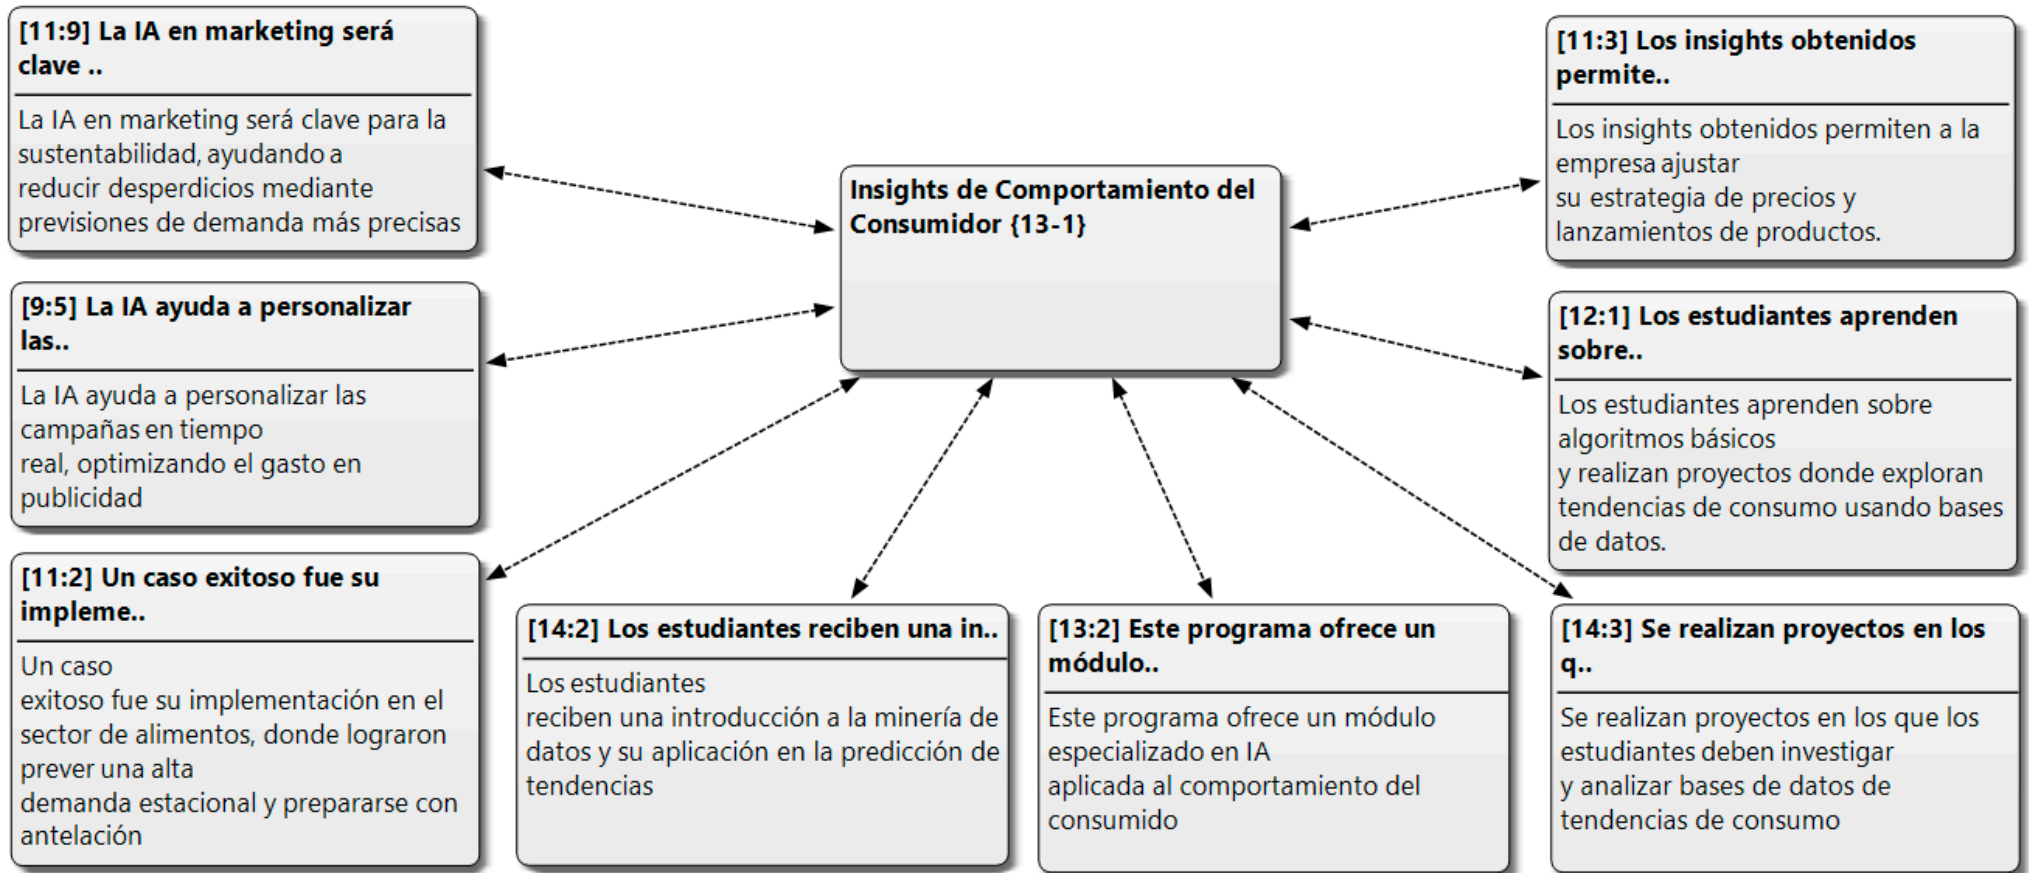 [11:9] La IA en marketing será
clave ..
La IA en marketing será clave para la
sustentabilidad, ayudando a
reducir desperdicios mediante
previsiones de demanda más precisas
[9:5] La IA ayuda a personalizar
las..
La IA ayuda a personalizar las
campañas en tiempo
real, optimizando el gasto en
publicidad
[11:2] Un caso exitoso fue su
impleme..
Un caso
exitoso fue su implementación en el
sector de alimentos, donde lograron
prever una alta
demanda estacional y prepararse con
antelación
Insights de Comportamiento del
Consumidor {13-1}
[14:2] Los estudiantes reciben una in..
Los estudiantes
reciben una introducción a la minería de
datos y su aplicación en la predicción de
tendencias
[13:2] Este programa ofrece un
módulo..
Este programa ofrece un módulo
especializado en IA
aplicada al comportamiento del
consumido
[11:3] Los insights obtenidos
permite..
Los insights obtenidos permiten a la
empresa ajustar
su estrategia de precios y
lanzamientos de productos.
[12:1] Los estudiantes aprenden
sobre..
Los estudiantes aprenden sobre
algoritmos básicos
y realizan proyectos donde exploran
tendencias de consumo usando bases
de datos.
[14:3] Se realizan proyectos en los
q..
Se realizan proyectos en los que los
estudiantes deben investigar
y analizar bases de datos de
tendencias de consumo